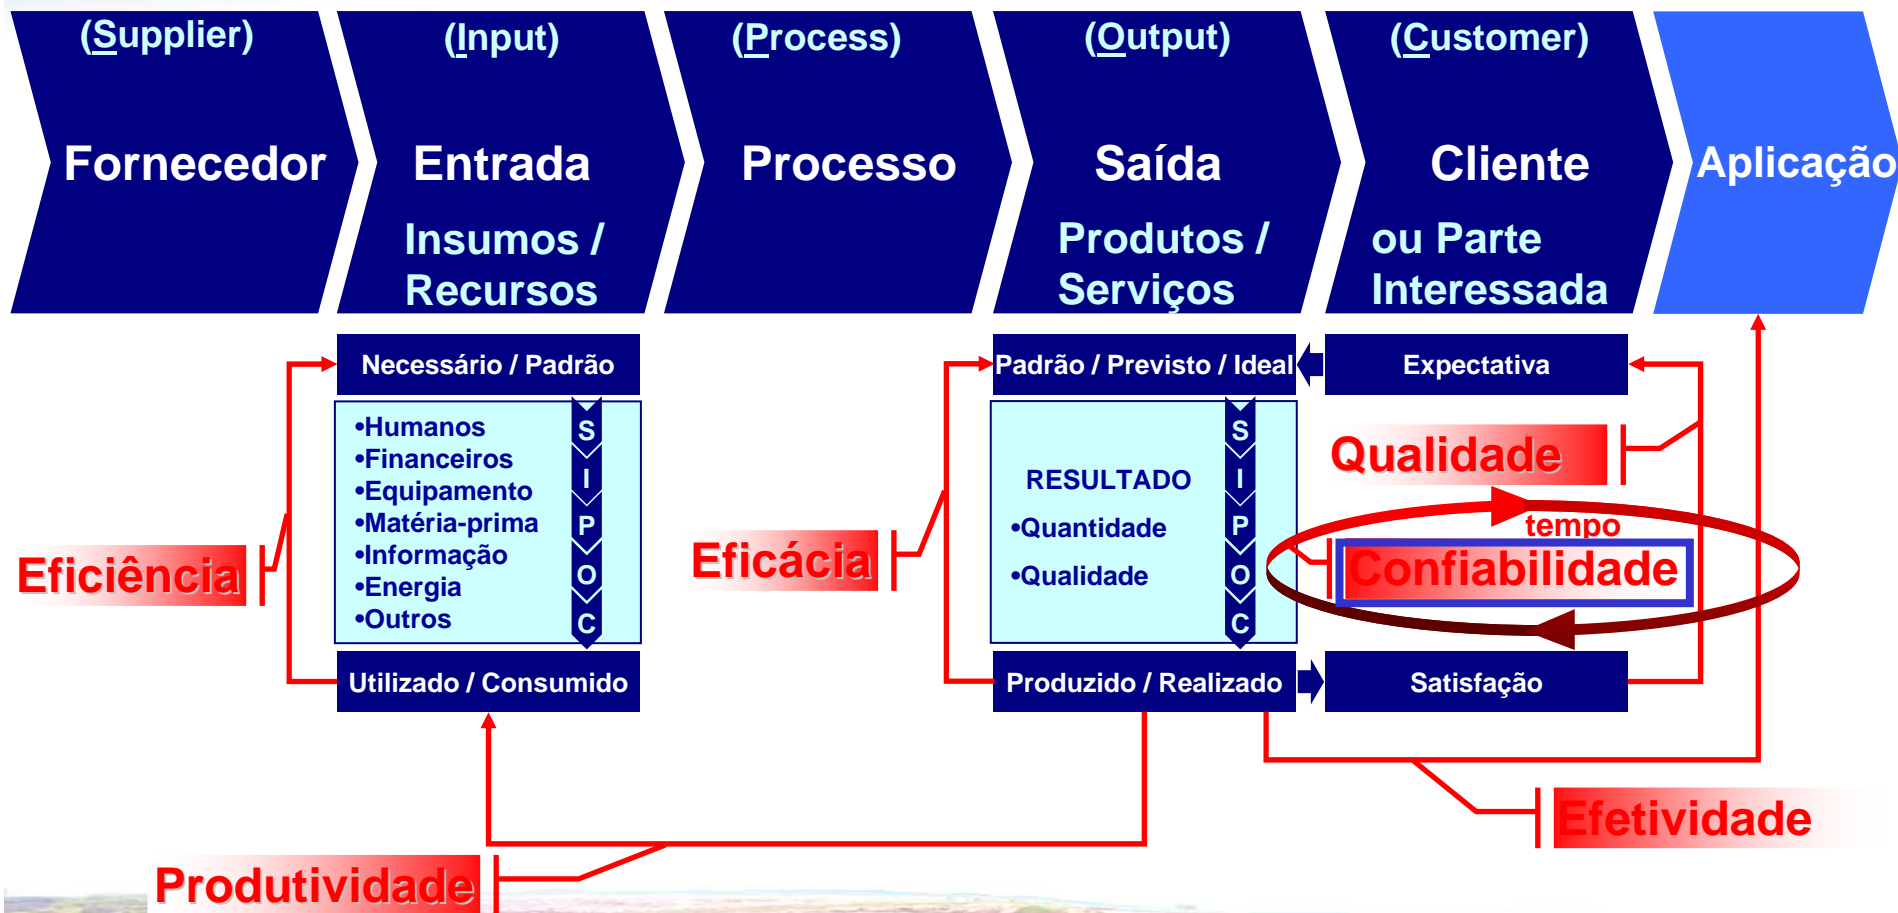 (Supplier)
(Input)
(Process)
(Output)
(Customer)
Fornecedor
Entrada
Processo
Saída
Cliente
Aplicação
Insumos /
Recursos
Produtos /
Serviços
ou Parte
Interessada
Necessário / Padrão
Padrão / Previsto / Ideal
Expectativa
•Humanos
•Financeiros
•Equipamento
•Matéria-prima
•Informação
•Energia
•Outros
S
I
P
O
C
RESULTADO
•Quantidade
•Qualidade
S
I
P
O
C
Qualidade
tempo
Confiabilidade
Eficiência
Eficácia
Utilizado / Consumido
Produzido / Realizado
Satisfação
Efetividade
Produtividade